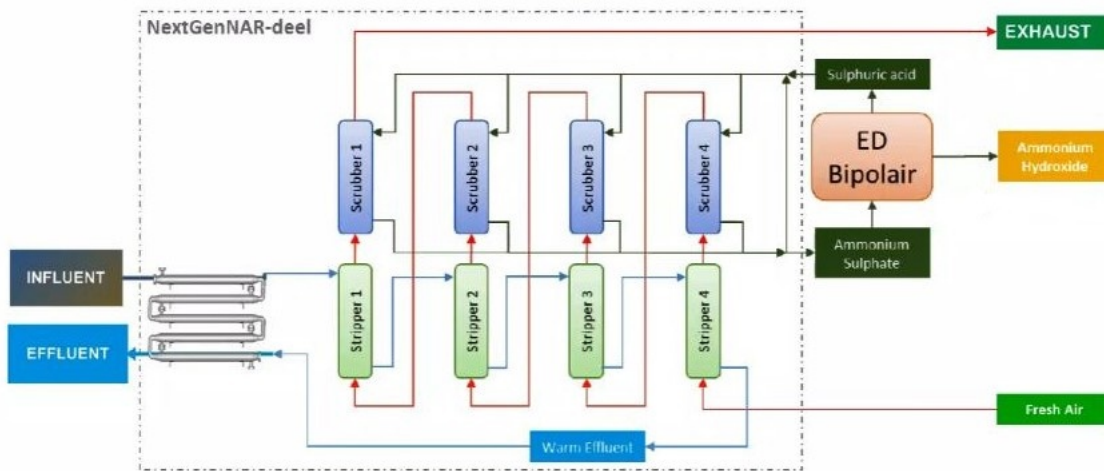 NextGenNAR-deel
EXHAUST
Sulphuric acid
ED
Bipolair
Ammonium
Hydroxide
Scrubber 1
Scrubber 2
Scrubber 3
Scrubber 4
Ammonium
Sulphate
INFLUENT
Stripper 1
Stripper 2
Stripper 3
Stripper 4
EFFLUENT
Fresh Air
Warm Effluent